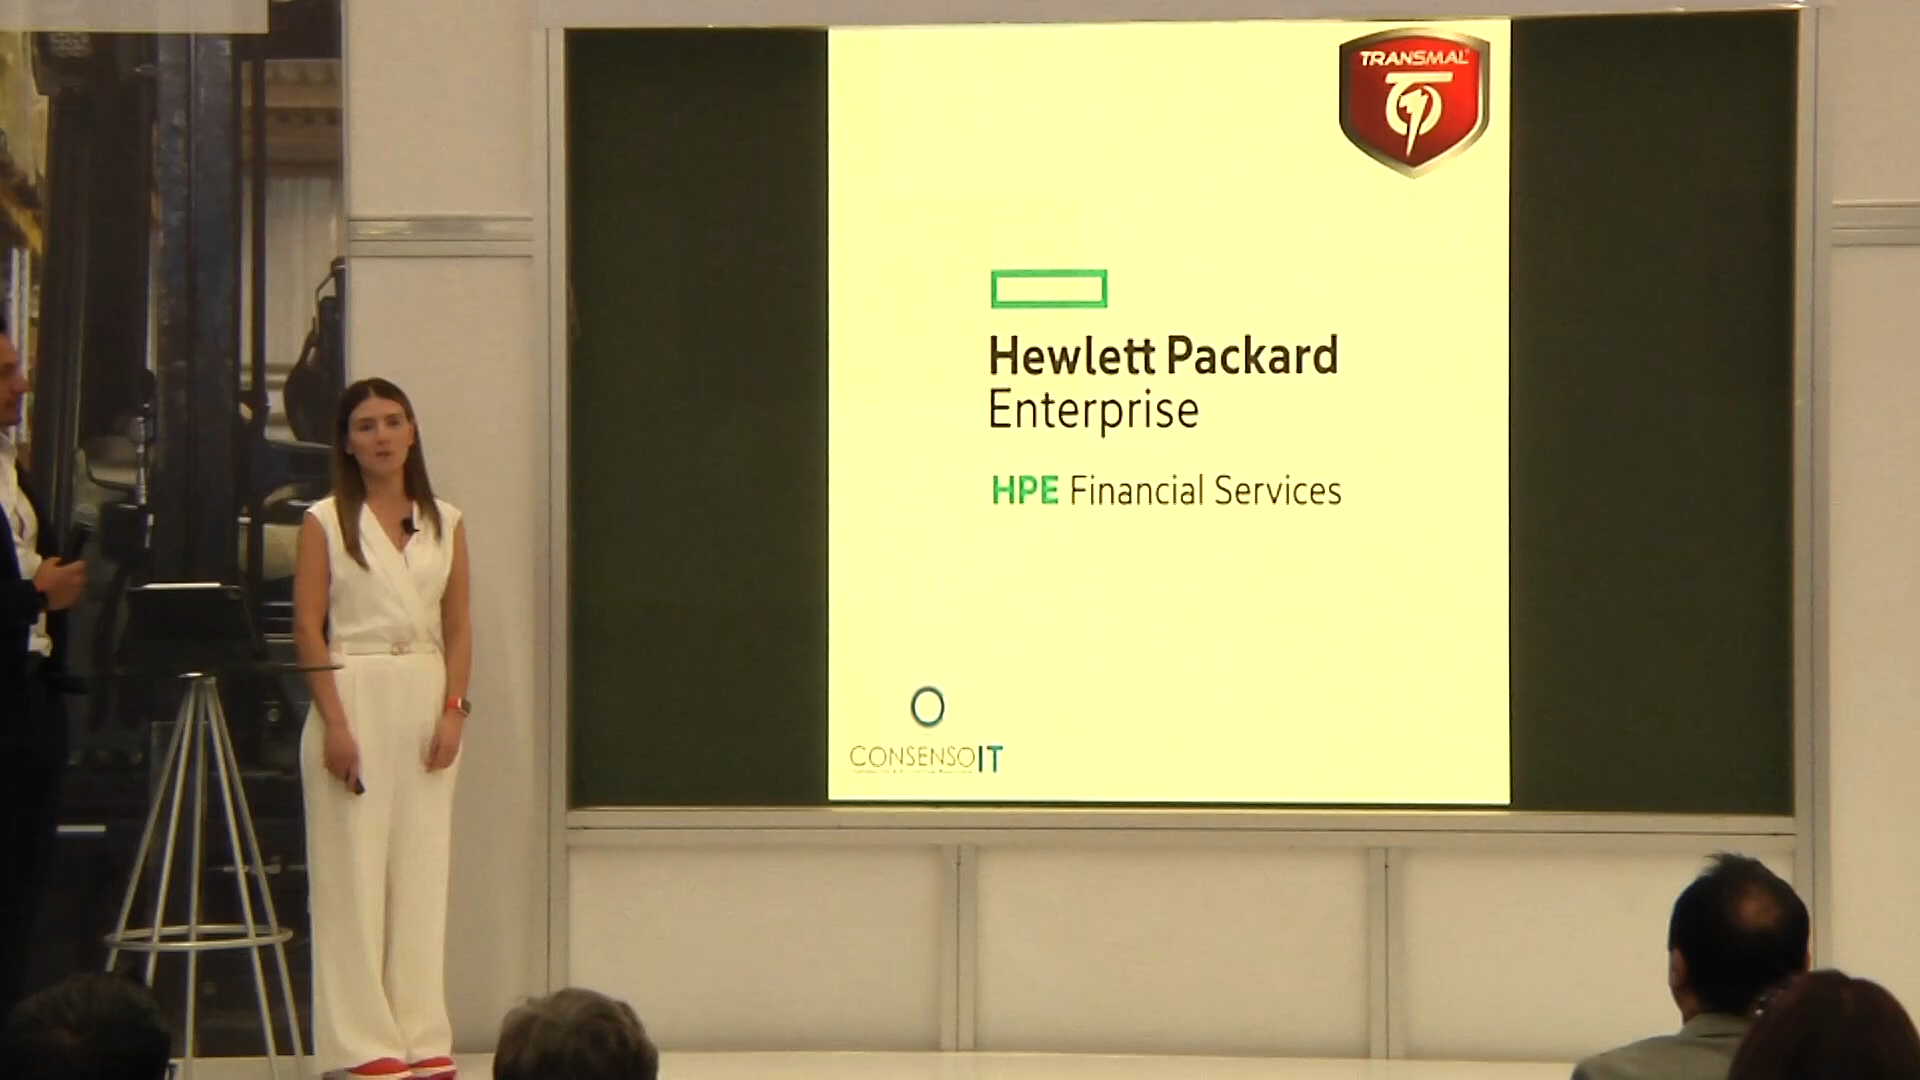 TRANSMAL
Hewlett Packard
Enterprise
HPE Financial Services
CONSENSOIT